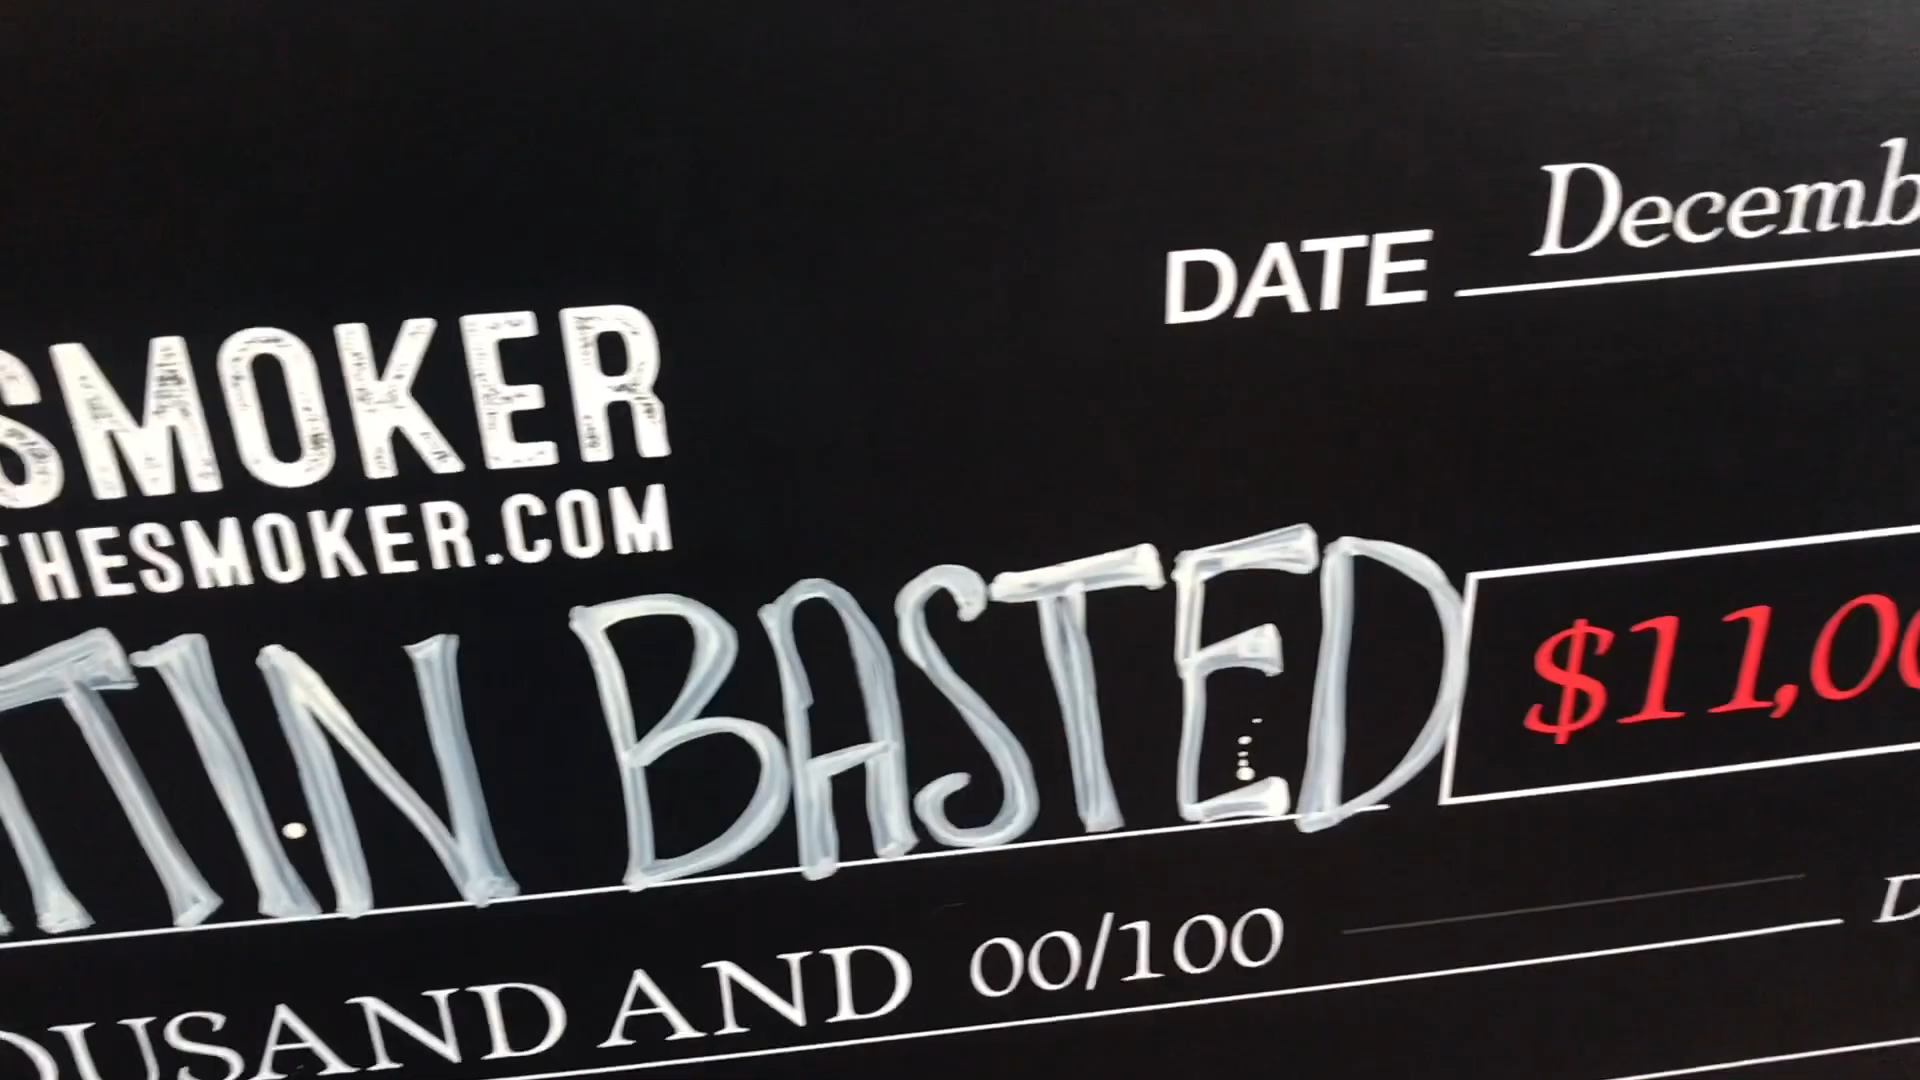 DATE Decemb
SMOKER
THESMOKER.COM
TIN BASTED $11,00
OUSAND AND 00/100